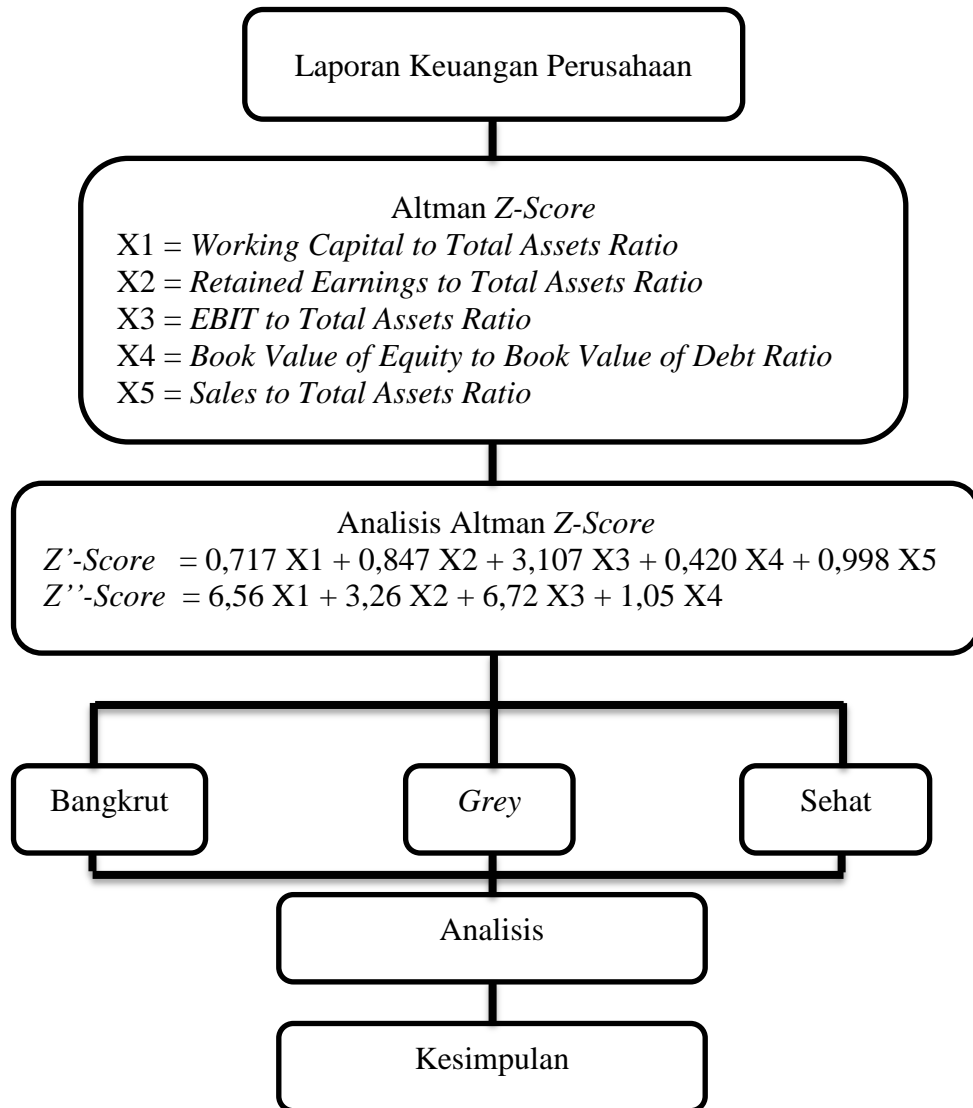 Laporan Keuangan Perusahaan
Altman Z-Score
X1 = Working Capital to Total Assets Ratio
X2 = Retained Earnings to Total Assets Ratio
X3 = EBIT to Total Assets Ratio
X4 = Book Value of Equity to Book Value of Debt Ratio
X5 = Sales to Total Assets Ratio
Analisis Altman Z-Score
Z’-Score = 0,717 X1 + 0,847 X2 + 3,107 X3 + 0,420 X4 + 0,998 X5
Z’’-Score = 6,56 X1 + 3,26 X2 + 6,72 X3 + 1,05 X4
Bangkrut Grey Sehat
Analisis
Kesimpulan